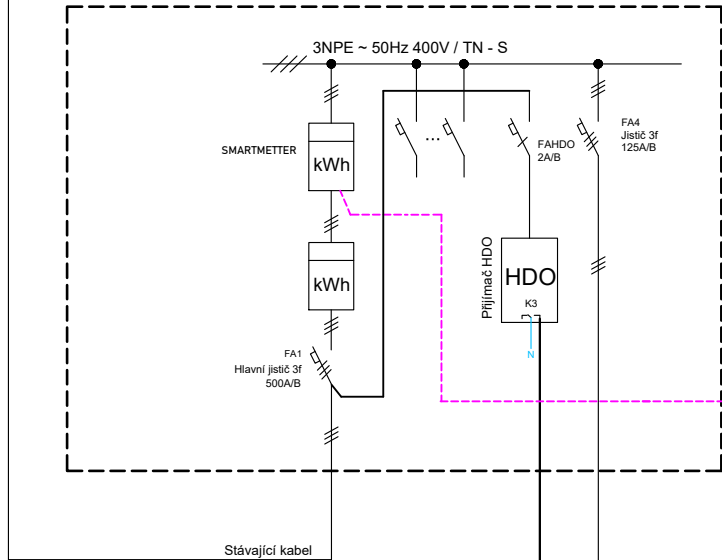 3NPE ~ 50Hz 400V / TN - S
SMARTMETTER
kWh
...
FAHDO
2A/B
FA4
Jistič 3f
125A/B
kWh
Přijímač HDO
HDO
K3
N
FA1
Hlavní jistič 3f
500A/B
Stávající kabel